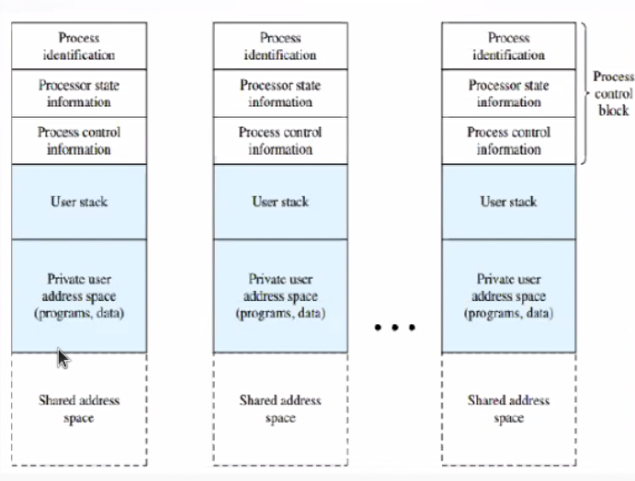 Process
identification
Processor state
information
Process control
information
User stack
Private user
address space
(programs, data)
Shared address
space
Process
identification
Processor state
information
Process control
information
User stack
Private user
address space
(programs, data)
Shared address
space
• • •
Process
identification
Processor state
information
Process control
information
User stack
Private user
address space
(programs, data)
Shared address
space
Process
control
block